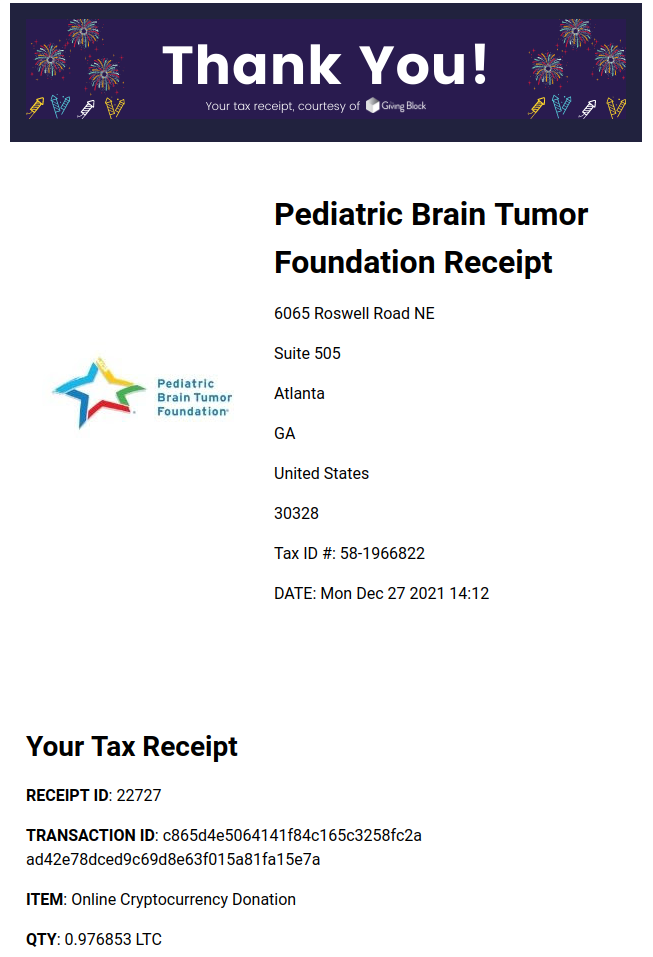 Thank You!
Your tax receipt, courtesy of Giving Block
Pediatric Brain Tumor
Foundation Receipt
6065 Roswell Road NE
Suite 505
Atlanta
GA
United States
30328
Tax ID #: 58-1966822
DATE: Mon Dec 27 2021 14:12
Pediatric
Brain Tumor
Foundation
Your Tax Receipt
RECEIPT ID: 22727
TRANSACTION ID: c865d4e5064141f84c165c3258fc2a
ad42e78dced9c69d8e63f015a81fa15e7a
ITEM: Online Cryptocurrency Donation
QTY: 0.976853 LTC